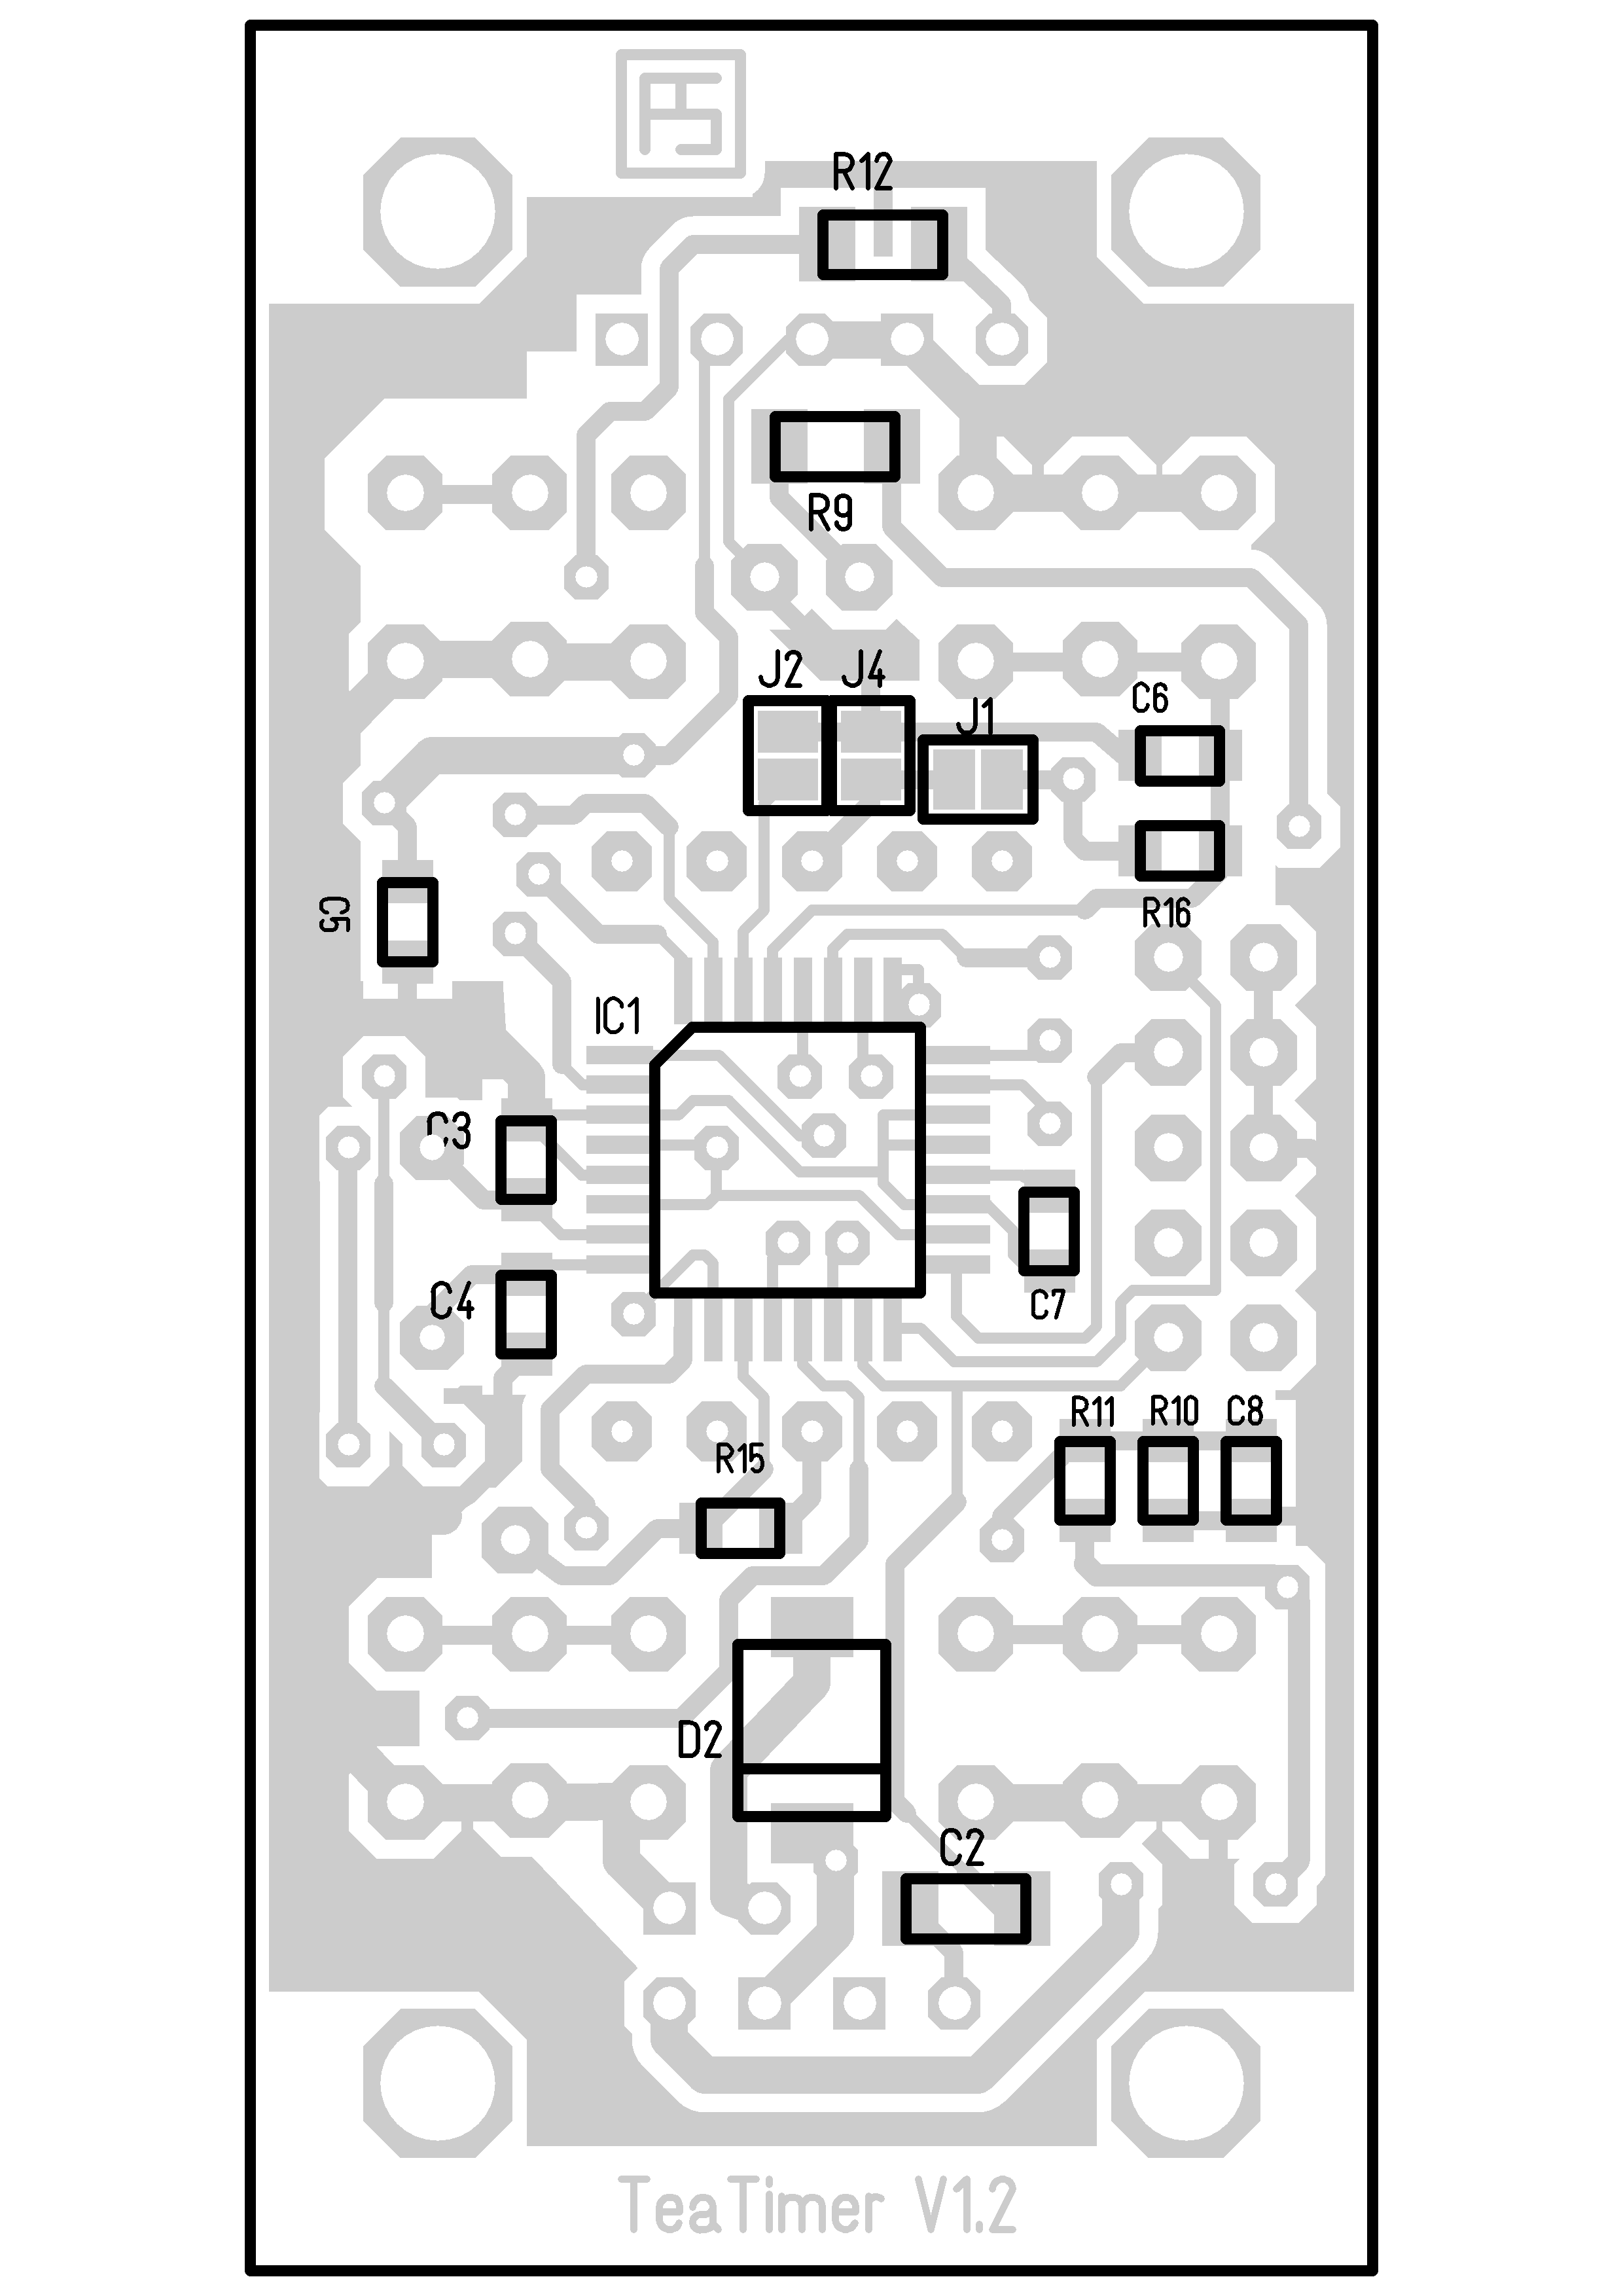 FS
R12
R9
J2 J4
J1
C6
C5
R16
IC1
C3
C4
C7
R11 R10 C8
R15
D2
C2
TeaTimer V1.2